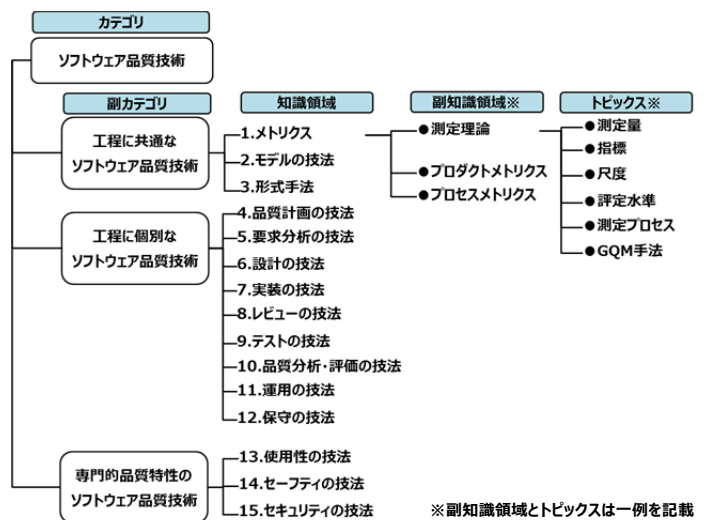 カテゴリ
ソフトウェア品質技術
副カテゴリ
知識領域
副知識領域※
トピックス※
工程に共通な
ソフトウェア品質技術
1.メトリクス
2.モデルの技法
3.形式手法
●測定理論
●プロダクトメトリクス
●プロセスメトリクス
●測定量
●指標
●尺度
●評定水準
●測定プロセス
●GQM手法
工程に個別な
ソフトウェア品質技術
4.品質計画の技法
5.要求分析の技法
6.設計の技法
7.実装の技法
8.レビューの技法
9.テストの技法
10.品質分析・評価の技法
11.運用の技法
12.保守の技法
専門的品質特性の
ソフトウェア品質技術
13.使用性の技法
14.セーフティの技法
15.セキュリティの技法
※副知識領域とトピックスは一例を記載